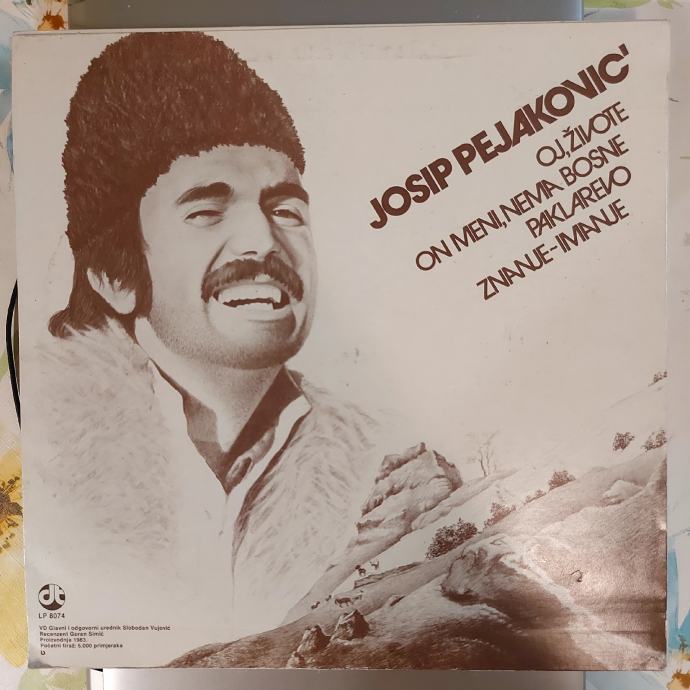 JOSIP PEJAKOVIĆ
OJ, ŽIVOTE
ON MENI, NEMA BOSNE
PAKLAREVO
ZNANJE-IMANJE
dt
LP 8074
VD Glavni i odgovorni urednik Slobodan Vujović
Recenzent Goran Simić
Proizvodnja 1983.
Početni tiraž: 5.000 primjeraka